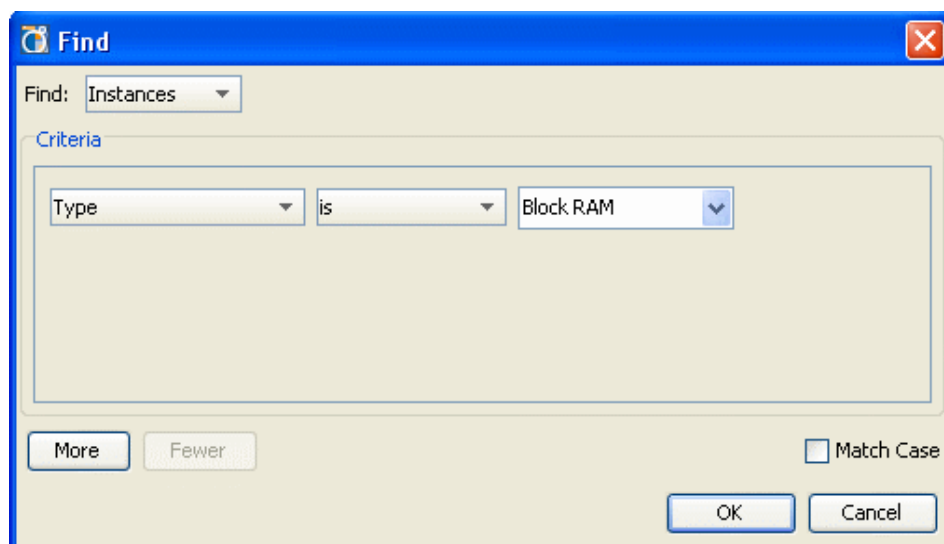 Find
Find: Instances
Criteria
Type is Block RAM
More Fewer Match Case
OK Cancel